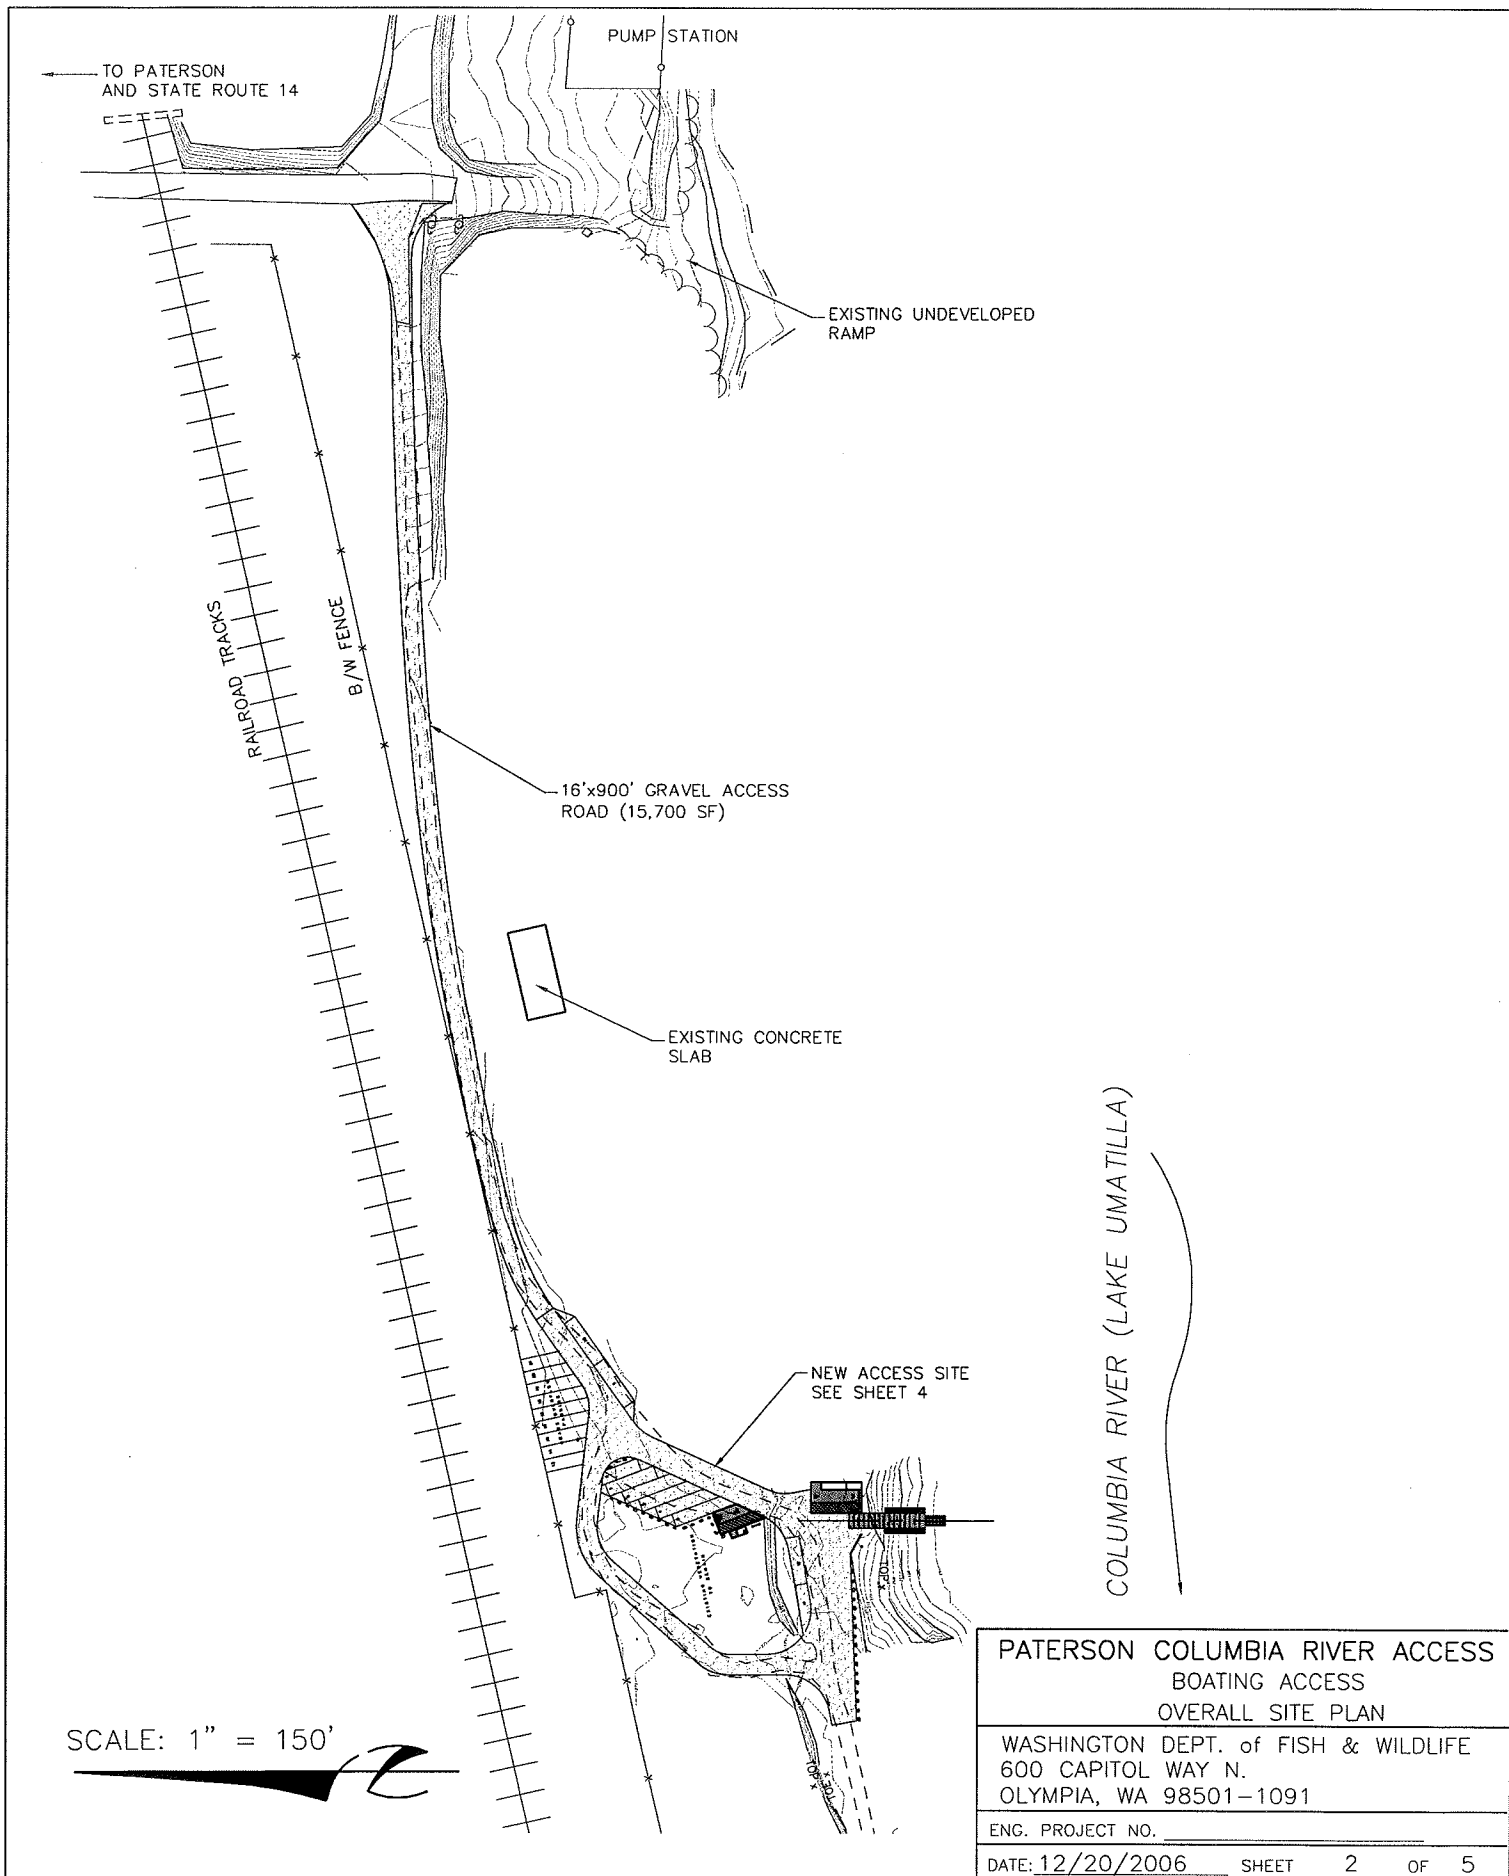 PUMP STATION
TO PATERSON
AND STATE ROUTE 14
EXISTING UNDEVELOPED
RAMP
RAILROAD TRACKS
B/W FENCE
16'x900' GRAVEL ACCESS
ROAD (15,700 SF)
EXISTING CONCRETE
SLAB
COLUMBIA RIVER (LAKE UMATILLA)
NEW ACCESS SITE
SEE SHEET 4
TOP
TOP
TOE
SCALE: 1" = 150'
PATERSON COLUMBIA RIVER ACCESS
BOATING ACCESS
OVERALL SITE PLAN
WASHINGTON DEPT. of FISH & WILDLIFE
600 CAPITOL WAY N.
OLYMPIA, WA 98501-1091
ENG. PROJECT NO.
DATE: 12/20/2006 SHEET 2 OF 5